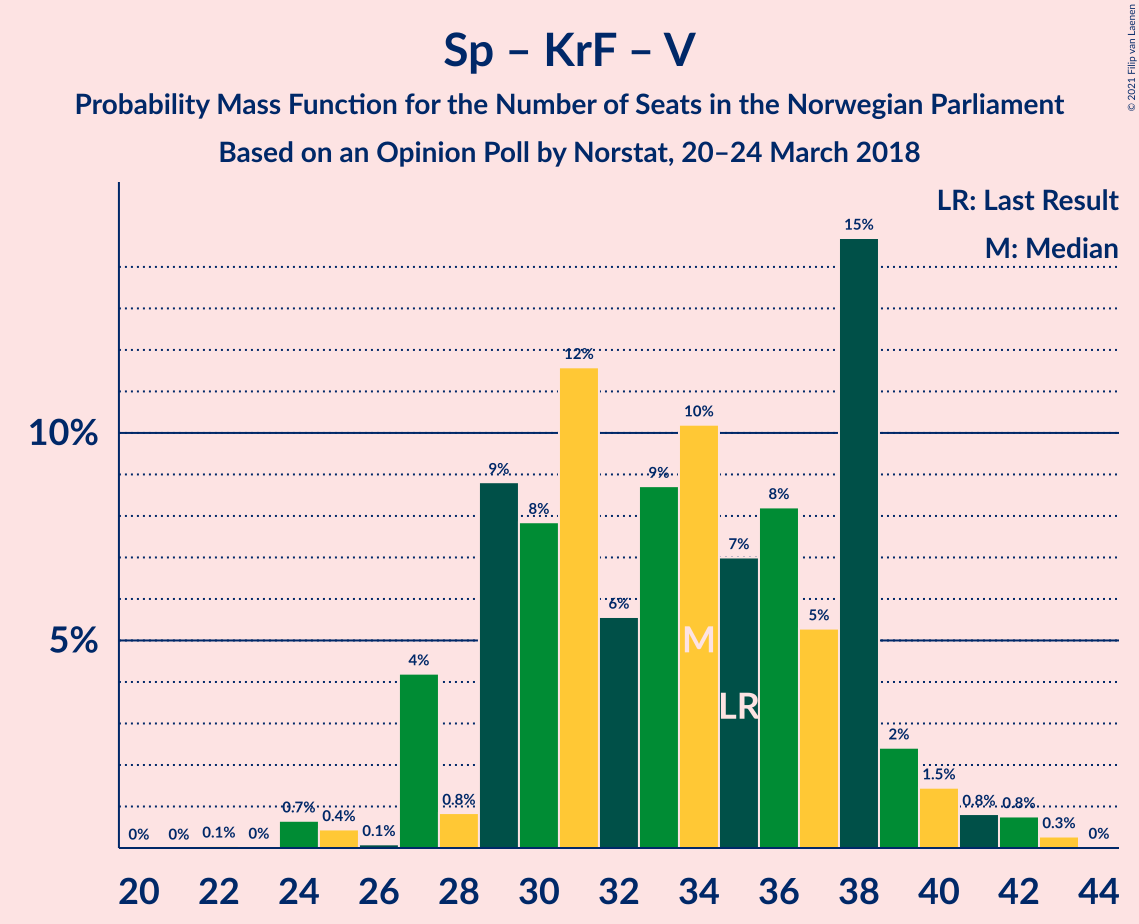 © 2021 Filip van Laenen
Sp – KrF – V
Probability Mass Function for the Number of Seats in the Norwegian Parliament
Based on an Opinion Poll by Norstat, 20–24 March 2018
LR: Last Result
M: Median
15%
12%
10%
10%
9%
9%
8%
8%
7%
6%
5%
5%
M
LR
4%
2%
1.5%
0% 0% 0.1% 0% 0.7% 0.4% 0.1% 0.8% 0.8% 0.8% 0.3% 0%
20 22 24 26 28 30 32 34 36 38 40 42 44